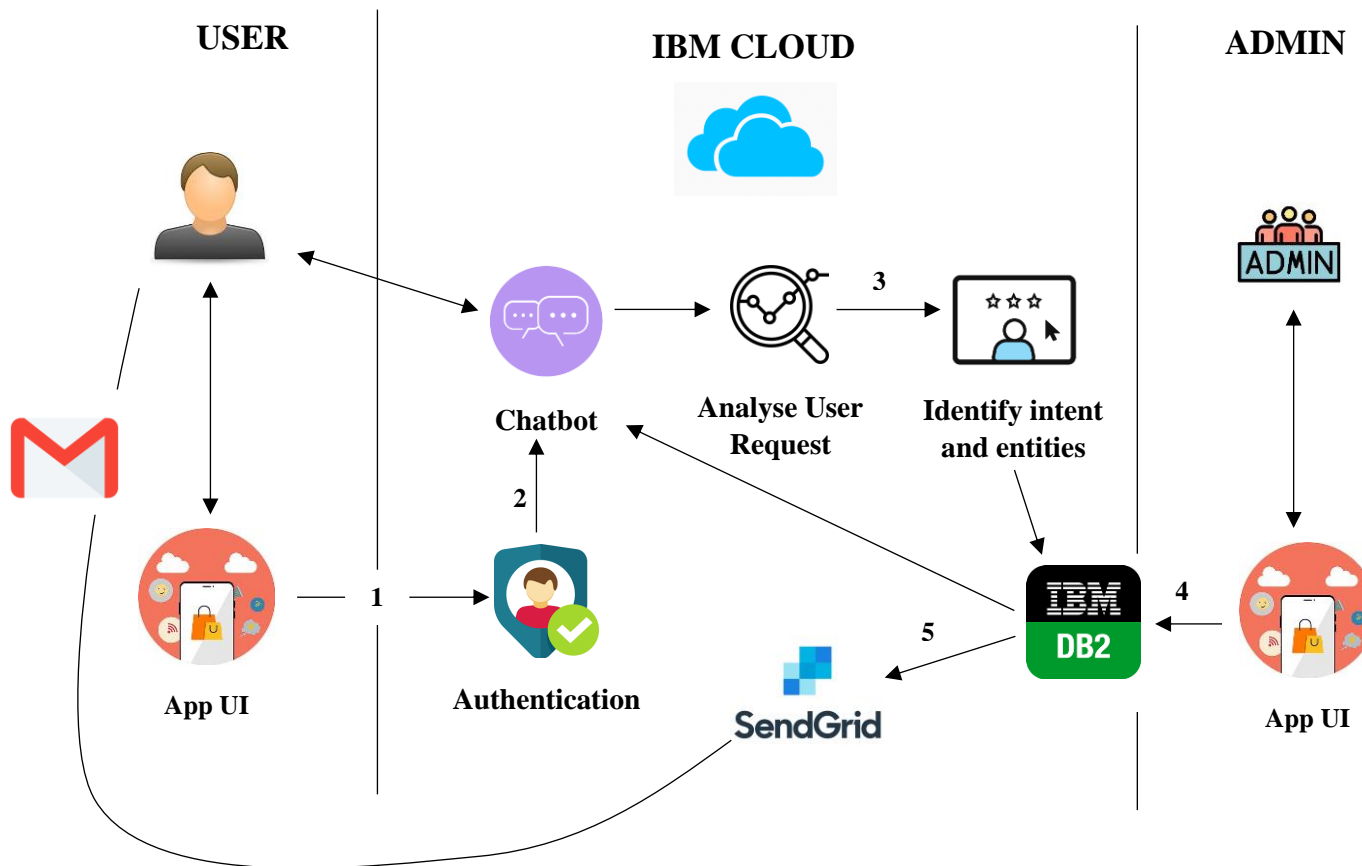 USER
IBM CLOUD
ADMIN
ADMIN
3
Chatbot
Analyse User
Request
Identify intent
and entities
2
1
Authentication
App UI
5
SendGrid
IBM
DB2
4
App UI